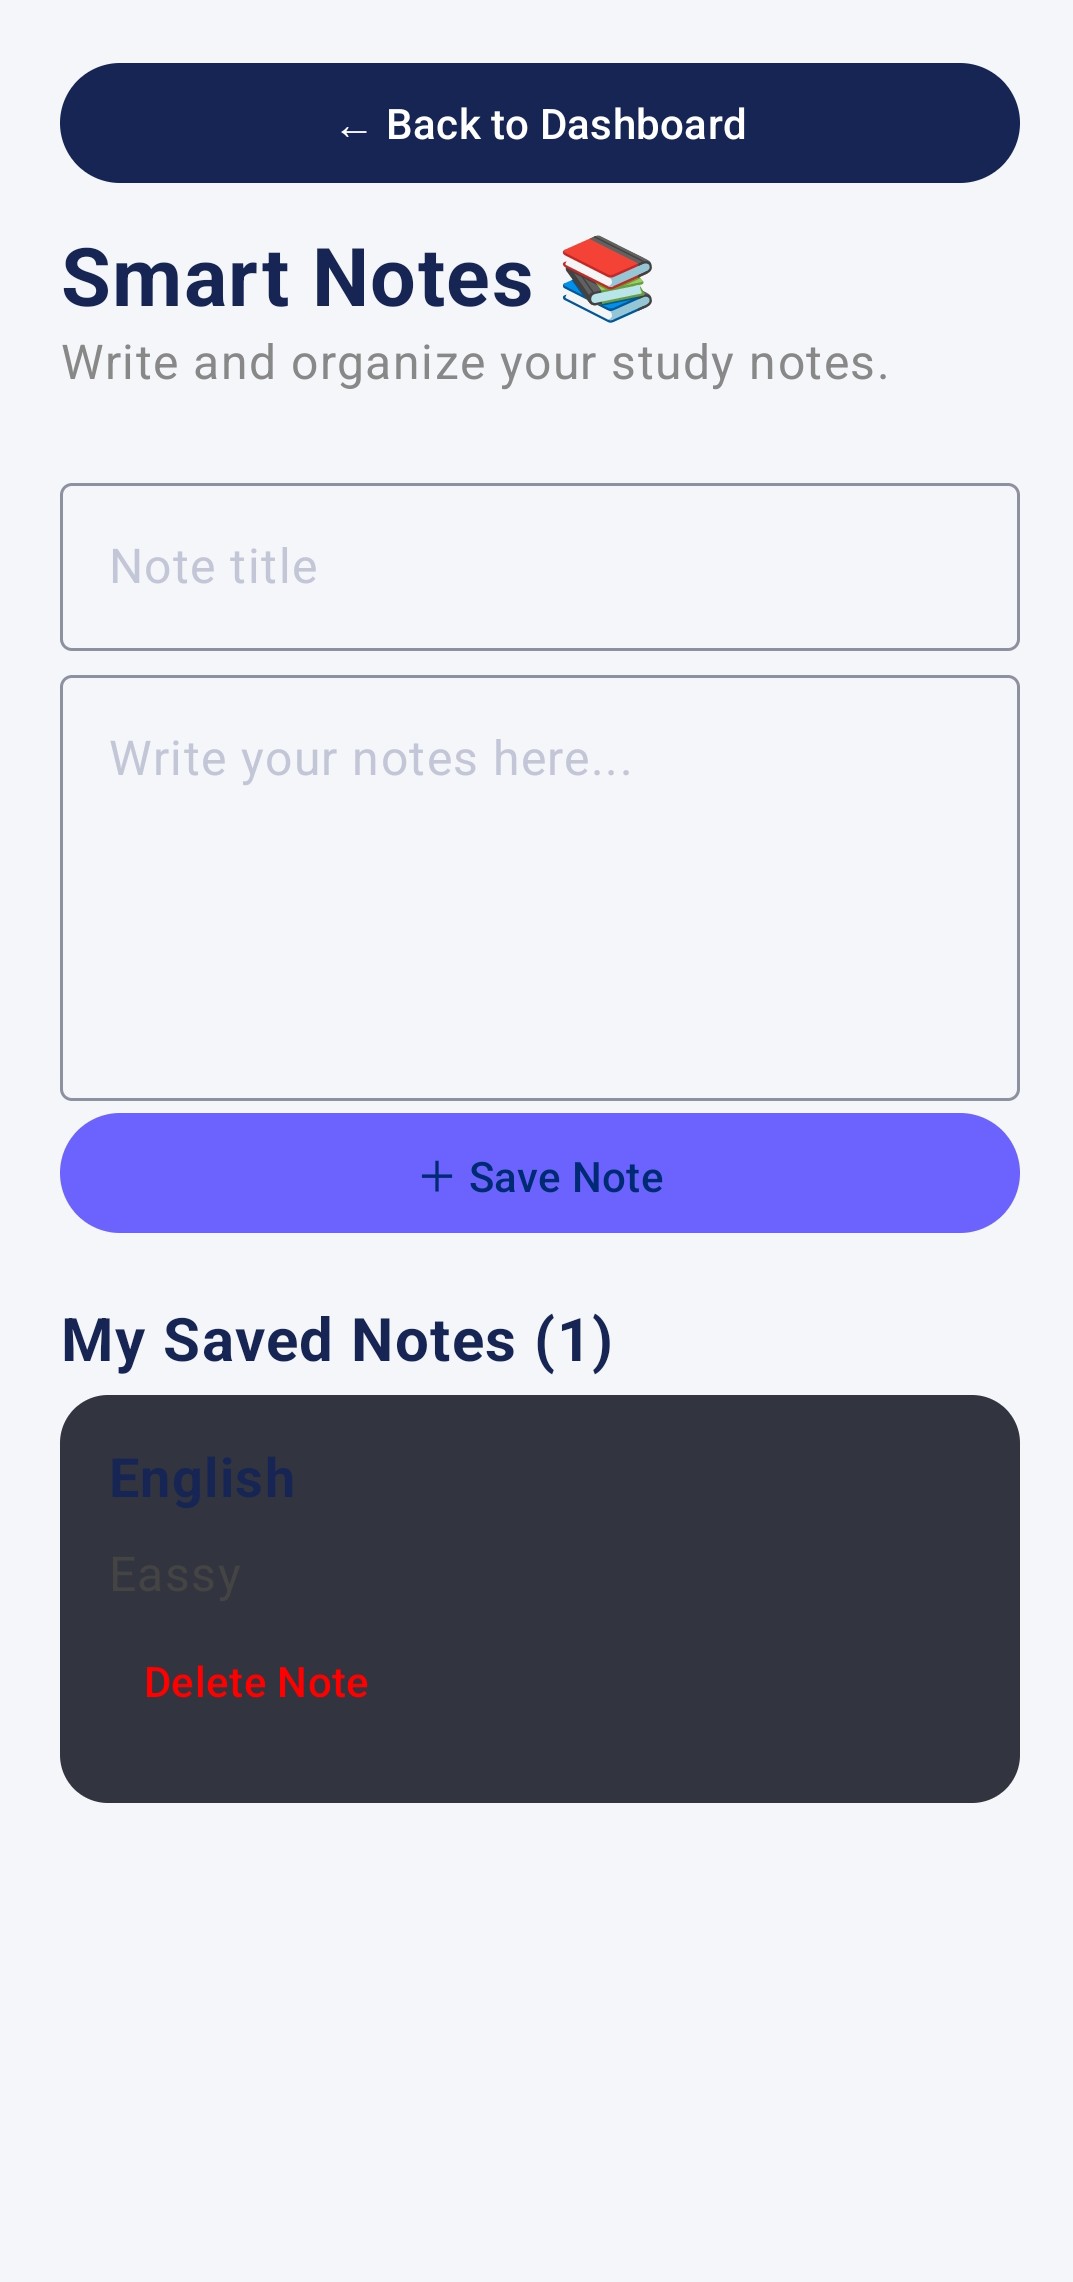 ← Back to Dashboard
Smart Notes 📚
Write and organize your study notes.
Note title
Write your notes here...
+ Save Note
My Saved Notes (1)
English
Eassy
Delete Note